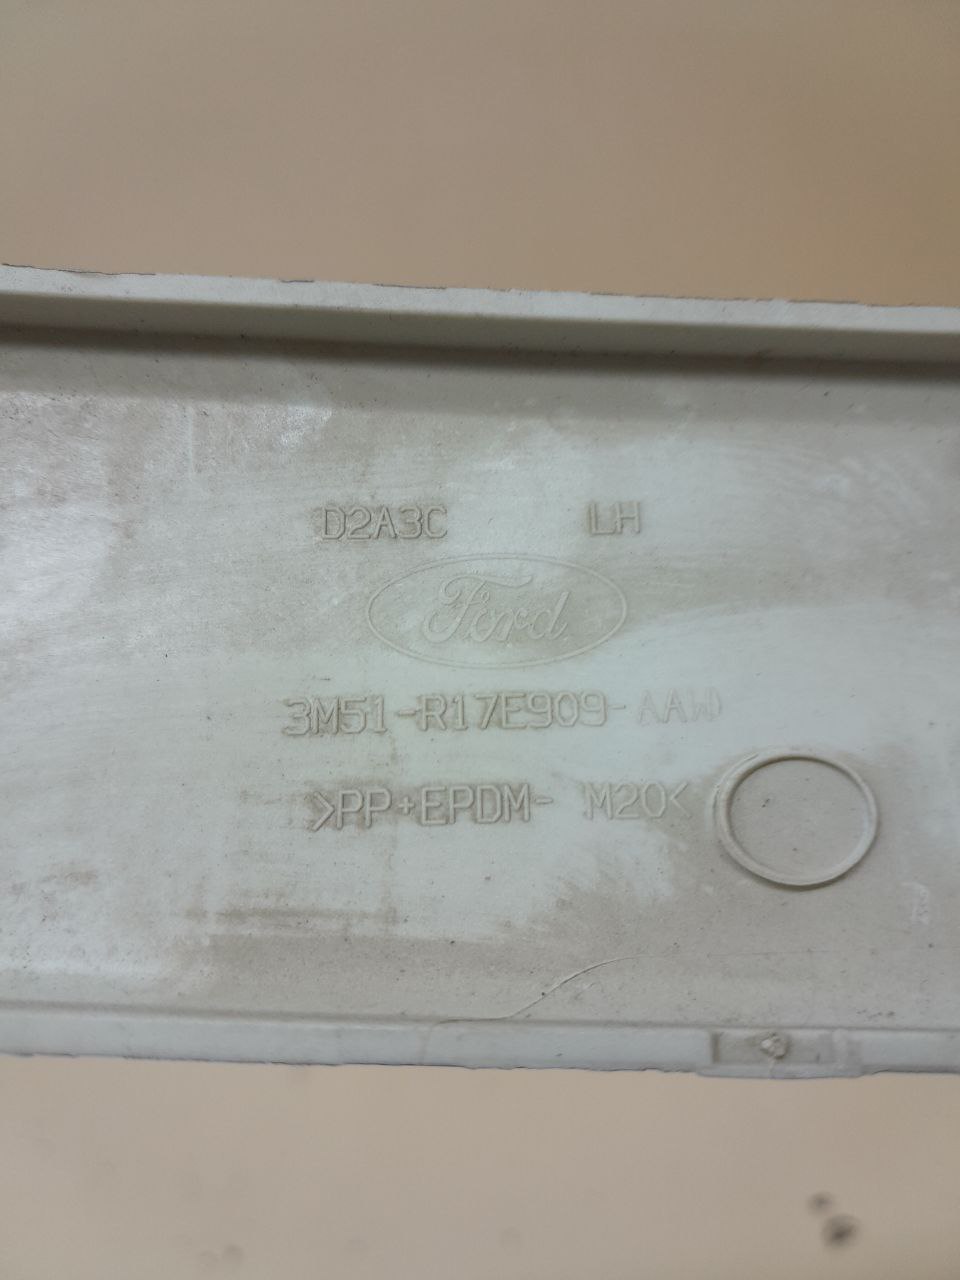 D2A3C LH
Ford
3M51-R17E909-AAW
>PP+EPDM- M20<